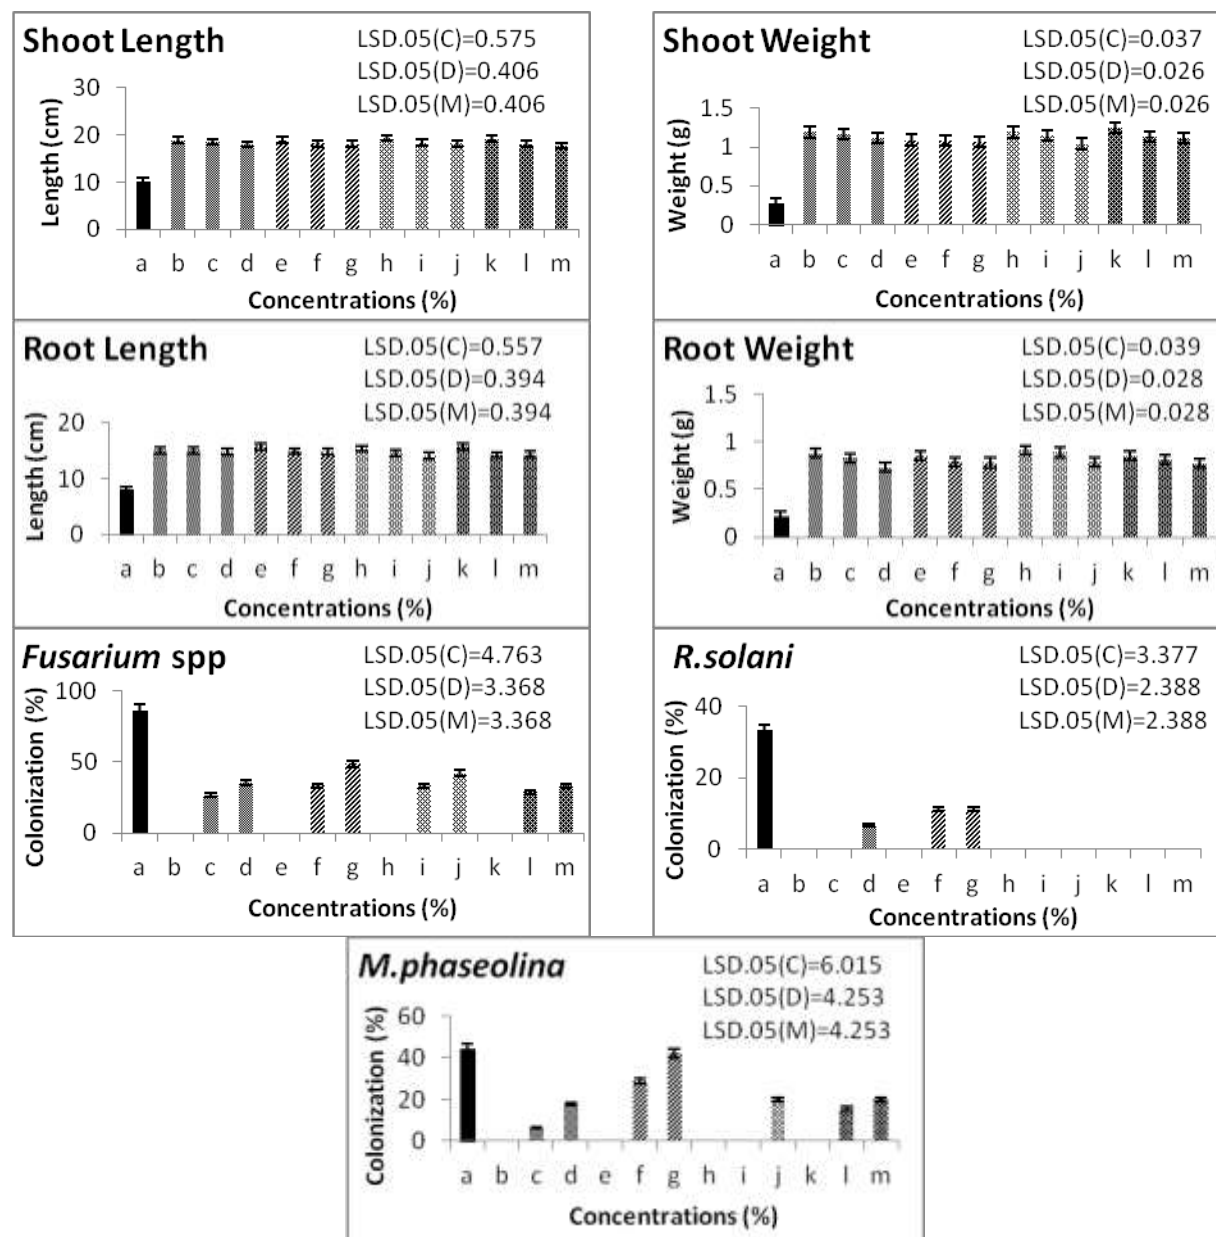 Shoot Length
LSD.05(C)=0.575
LSD.05(D)=0.406
LSD.05(M)=0.406
Length (cm)
30
20
10
0
a b c d e f g h i j k l m
Concentrations (%)
Shoot Weight
LSD.05(C)=0.037
LSD.05(D)=0.026
LSD.05(M)=0.026
Weight (g)
1.5
1
0.5
0
a b c d e f g h i j k l m
Concentrations (%)
Root Length
LSD.05(C)=0.557
LSD.05(D)=0.394
LSD.05(M)=0.394
Length (cm)
20
10
0
a b c d e f g h i j k l m
Concentrations (%)
Root Weight
LSD.05(C)=0.039
LSD.05(D)=0.028
LSD.05(M)=0.028
Weight (g)
1.5
1
0.5
0
a b c d e f g h i j k l m
Concentrations (%)
Fusarium spp
LSD.05(C)=4.763
LSD.05(D)=3.368
LSD.05(M)=3.368
Colonization (%)
100
50
0
a b c d e f g h i j k l m
Concentrations (%)
R.solani
LSD.05(C)=3.377
LSD.05(D)=2.388
LSD.05(M)=2.388
Colonization (%)
40
20
0
a b c d e f g h i j k l m
Concentrations (%)
M.phaseolina
LSD.05(C)=6.015
LSD.05(D)=4.253
LSD.05(M)=4.253
Colonization (%)
60
40
20
0
a b c d e f g h i j k l m
Concentrations (%)